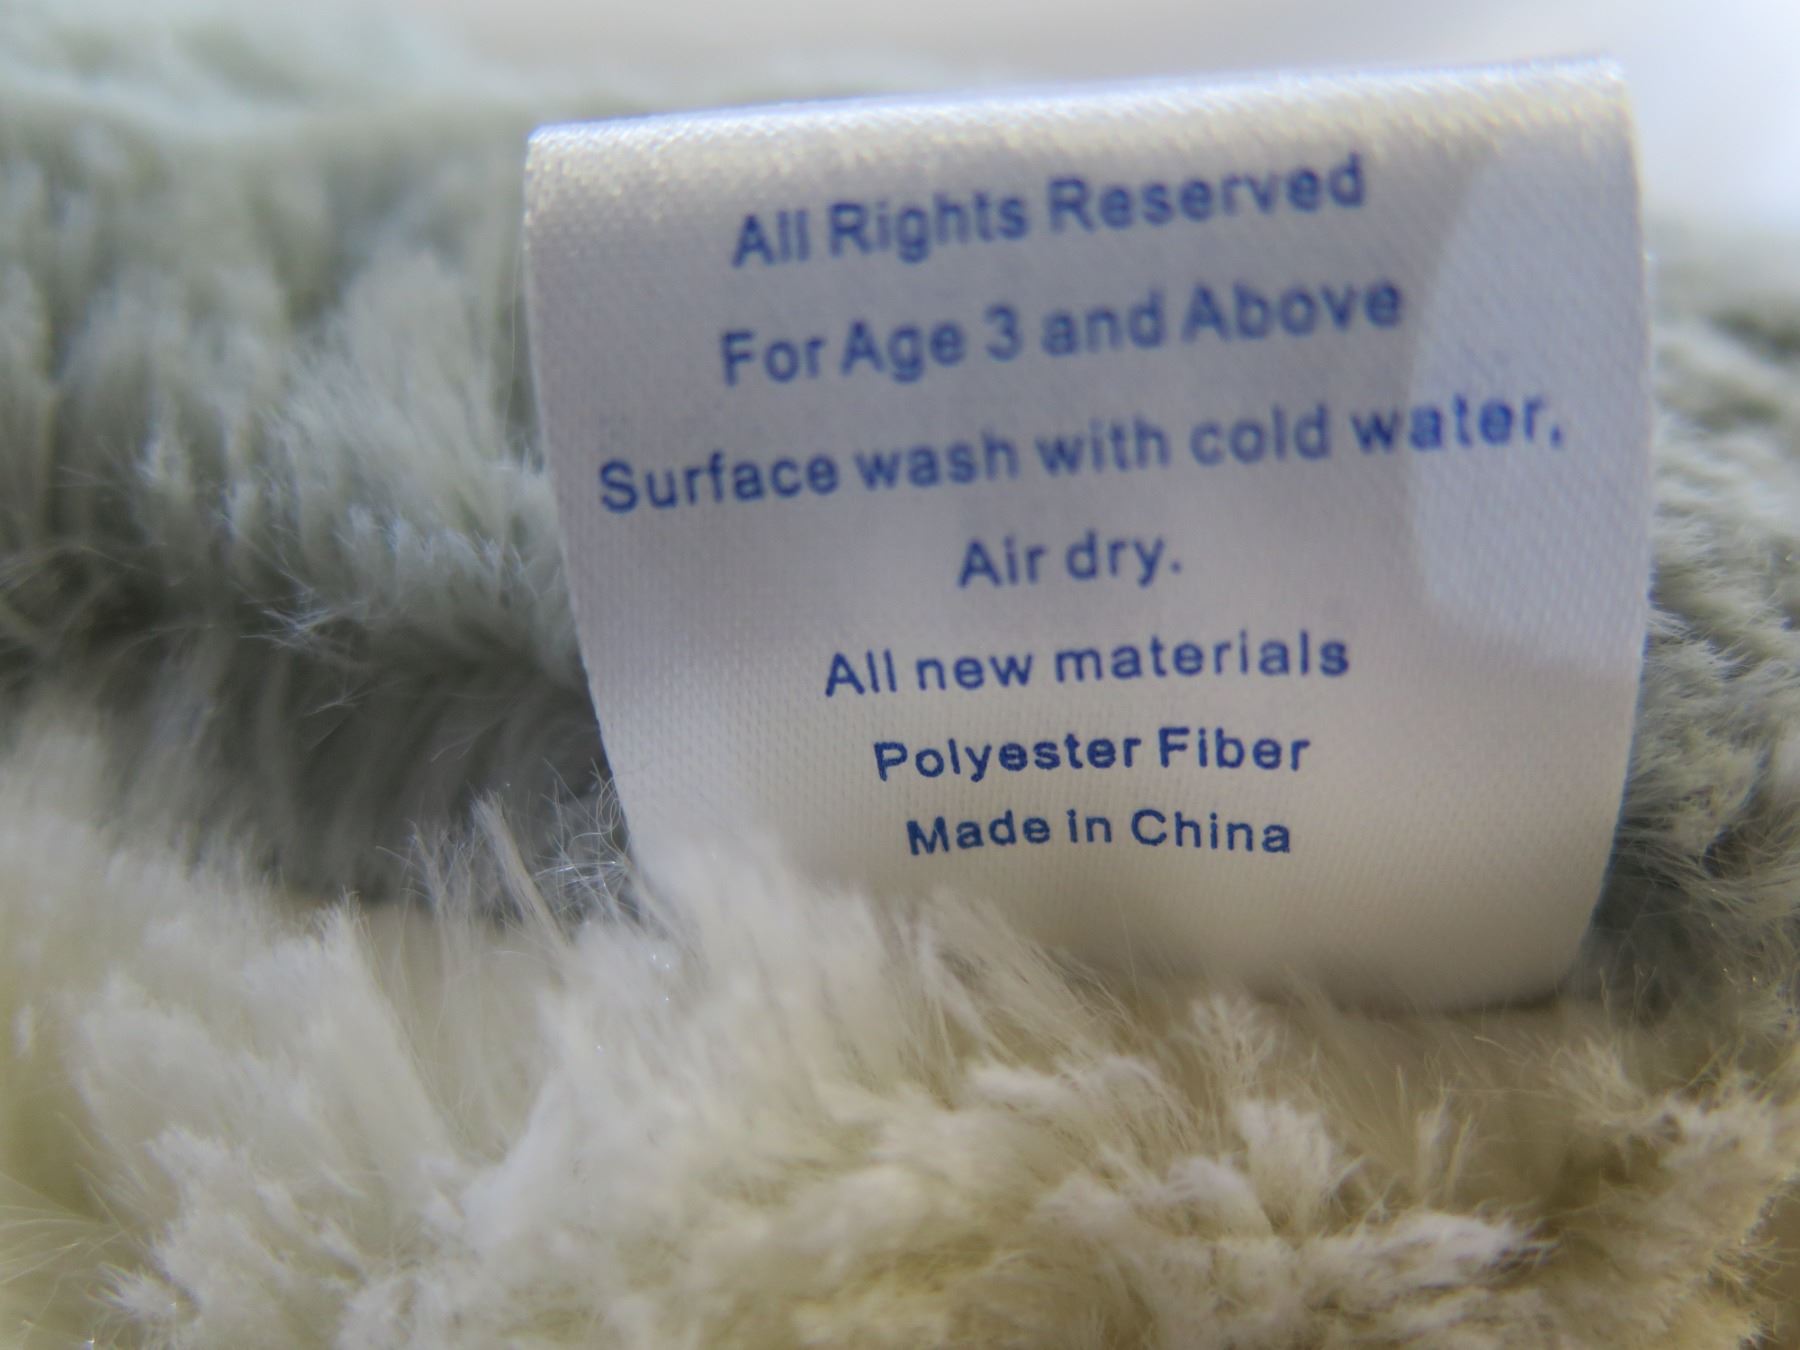 All Rights Reserved
For Age 3 and Above
Surface wash with cold water,
Air dry.
All new materials
Polyester Fiber
Made in China